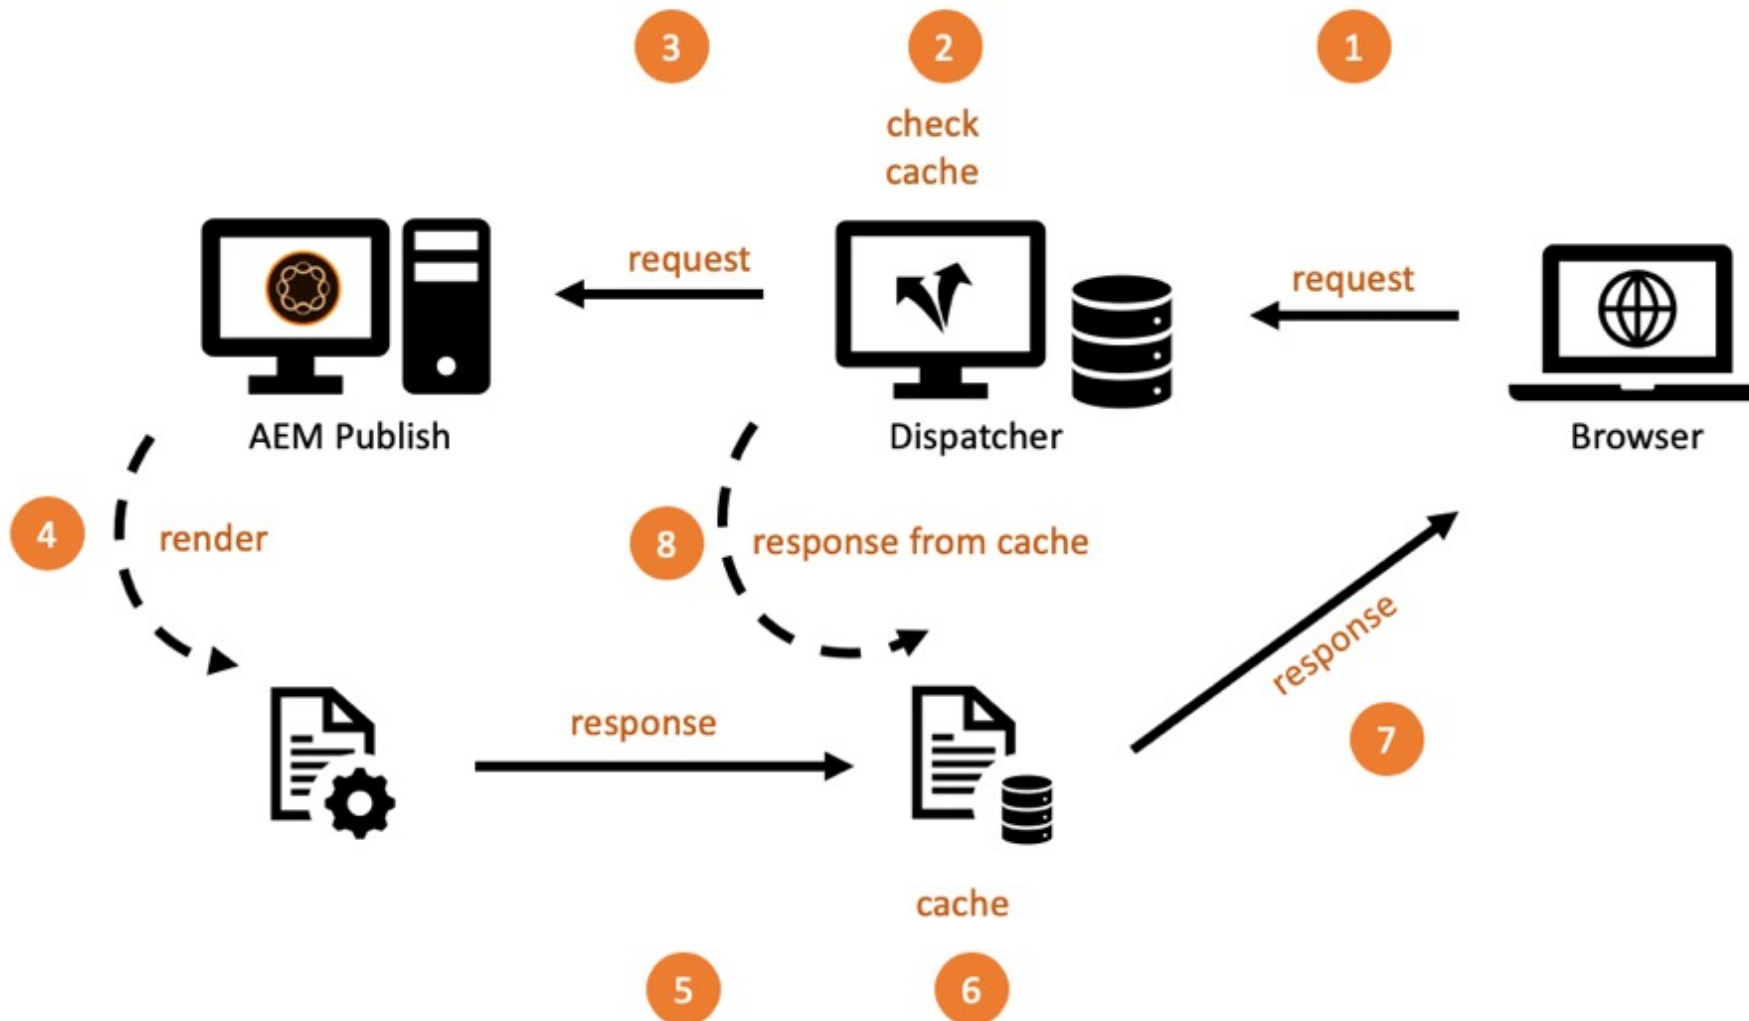 3
2
1
check
cache
request
request
AEM Publish
Dispatcher
Browser
4
render
8
response from cache
response
response
7
cache
5
6